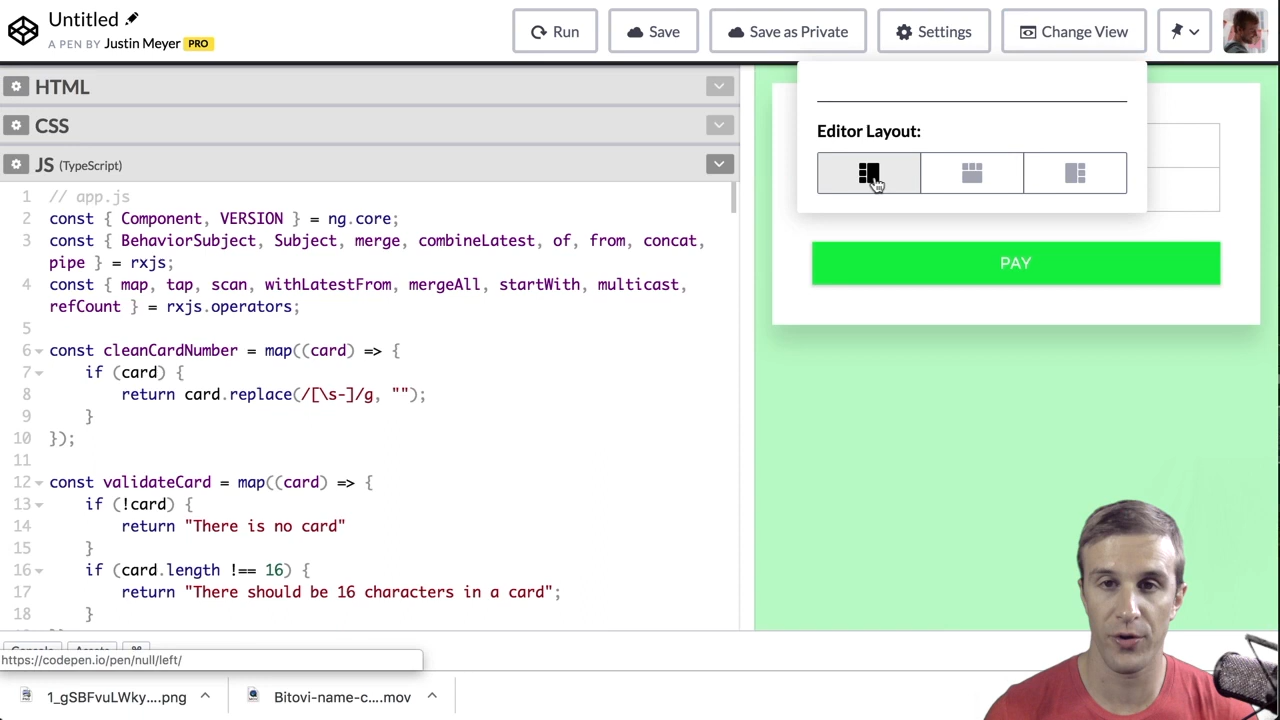 Untitled
A PEN BY Justin Meyer PRO
Run
Save
Save as Private
Settings
Change View
HTML
CSS
JS (TypeScript)
1 // app.js
2 const { Component, VERSION } = ng.core;
3 const { BehaviorSubject, Subject, merge, combineLatest, of, from, concat,
pipe } = rxjs;
4 const { map, tap, scan, withLatestFrom, mergeAll, startWith, multicast,
refCount } = rxjs.operators;
5
6 const cleanCardNumber = map((card) => {
7 if (card) {
8 return card.replace(/[\s-]/g, "");
9 }
10 });
11
12 const validateCard = map((card) => {
13 if (!card) {
14 return "There is no card"
15 }
16 if (card.length !== 16) {
17 return "There should be 16 characters in a card";
18 }
Editor Layout:
PAY
Console
Assets
⌘
https://codepen.io/pen/null/left/
1_gSBFvuLWky....png
Bitovi-name-c....mov